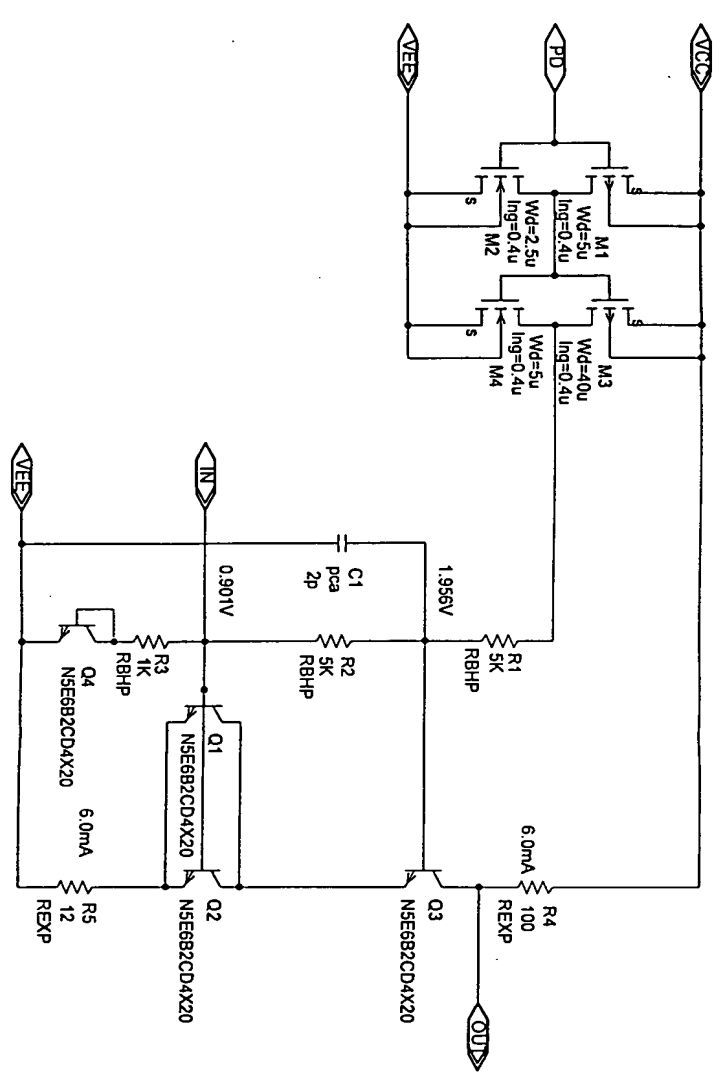 VCC
S
S
M1
Wd=5u
lng=0.4u
M3
Wd=40u
lng=0.4u
PD
M2
Wd=2.5u
lng=0.4u
M4
Wd=5u
lng=0.4u
S
S
VEE
R4
100
REXP
6.0mA
OUT
R1
5K
RBHP
1.956V
Q3
N5E6B2CD4X20
C1
pca
2p
R2
5K
RBHP
0.901V
IN
Q1
N5E6B2CD4X20
Q2
N5E6B2CD4X20
R3
1K
RBHP
Q4
N5E6B2CD4X20
6.0mA
R5
12
REXP
VEE